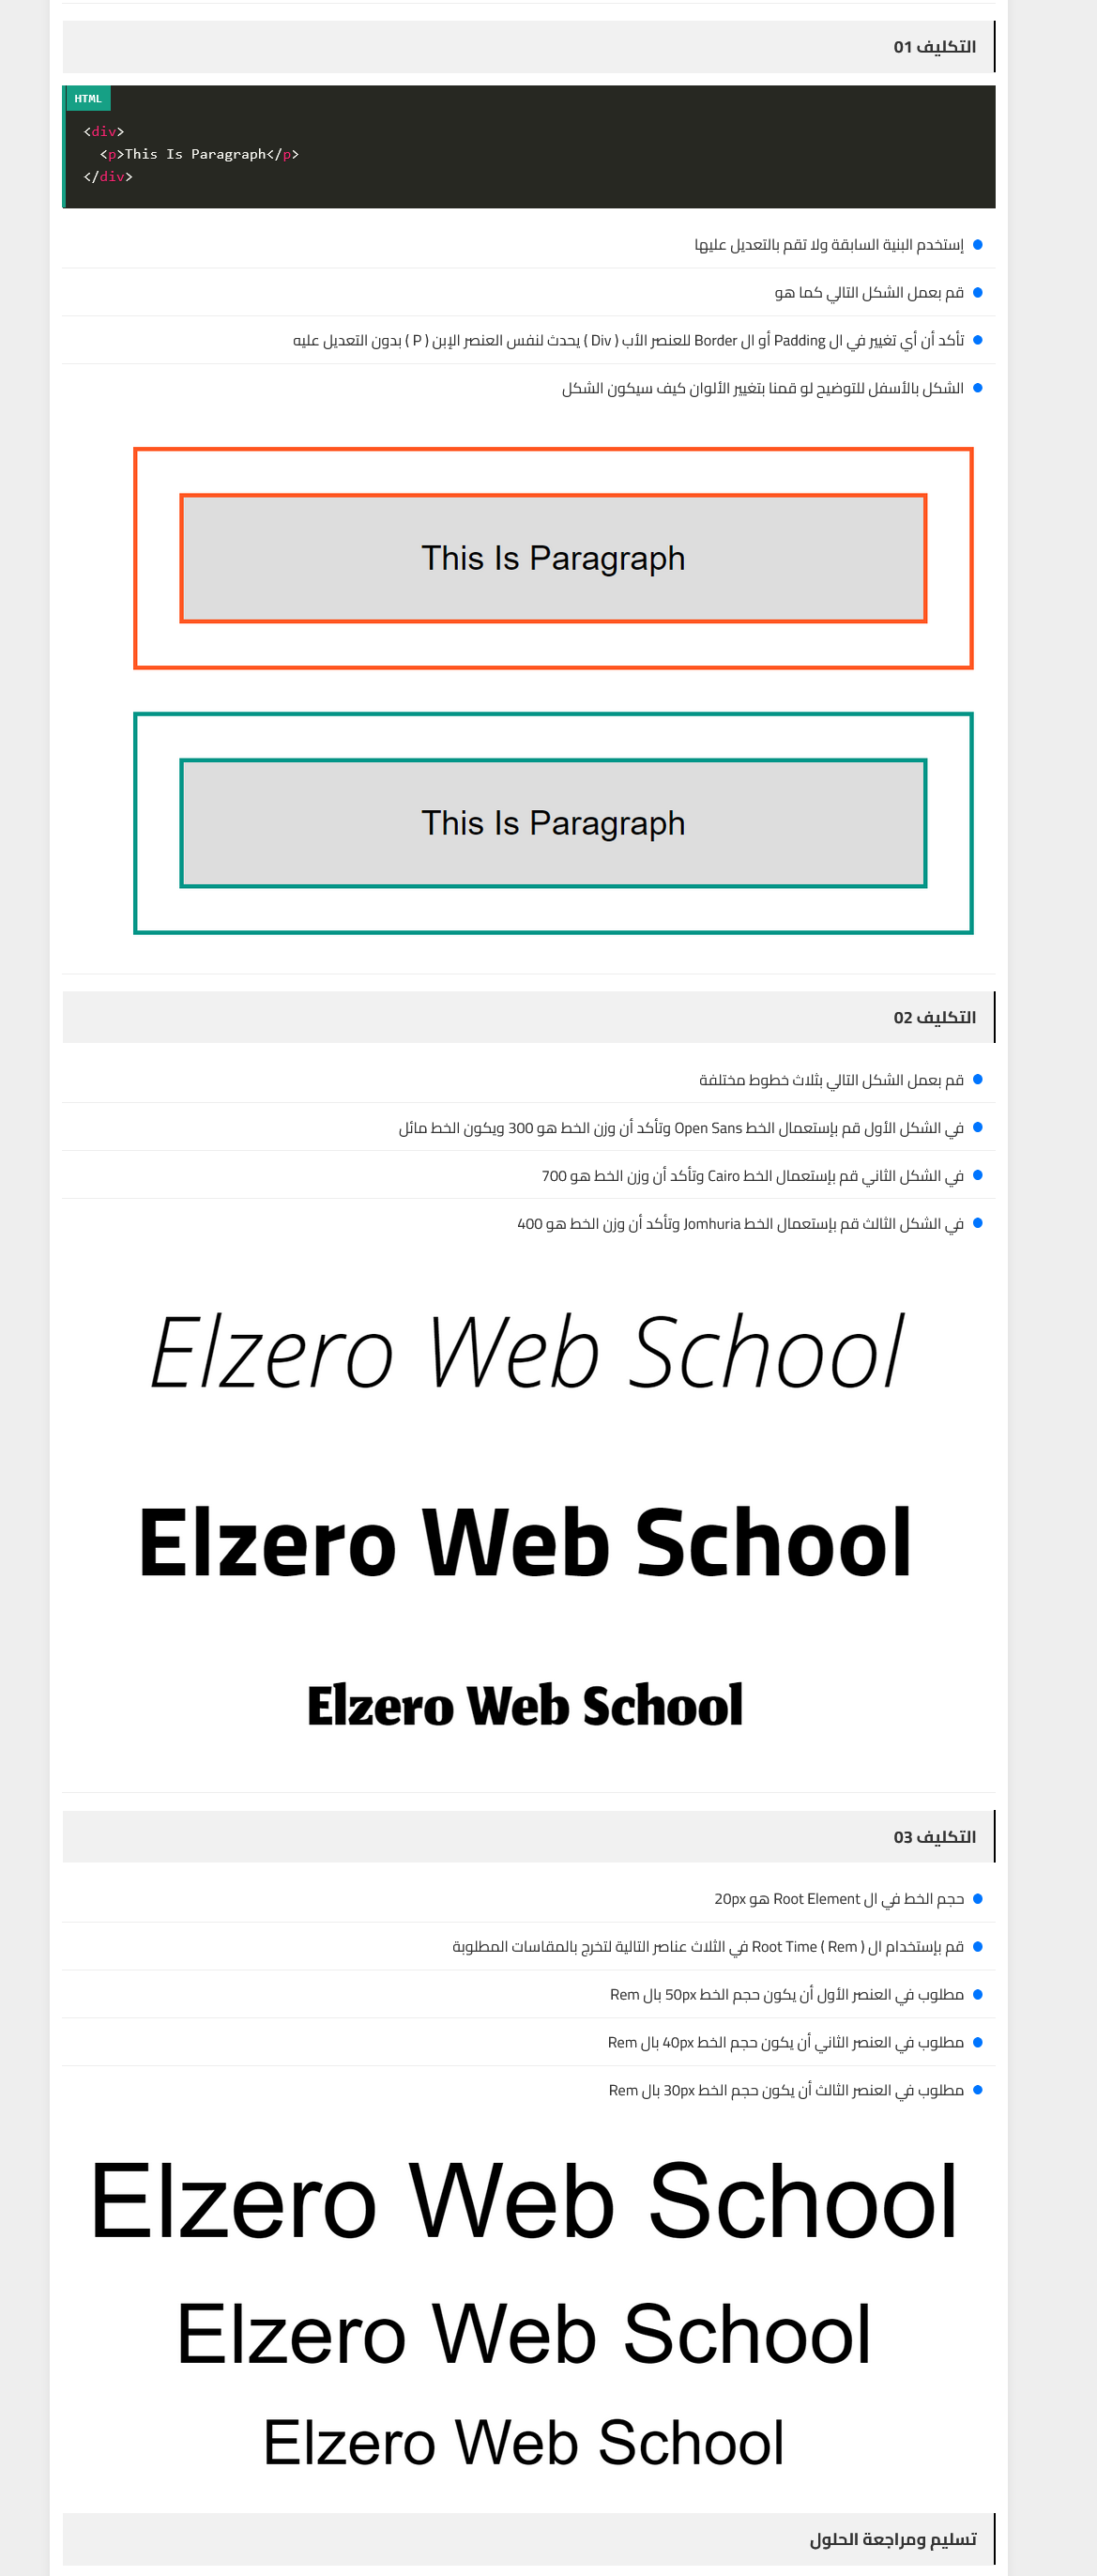 التكليف 01
HTML
<div>
  <p>This Is Paragraph</p>
</div>
إستخدم البنية السابقة ولا تقم بالتعديل عليها
قم بعمل الشكل التالي كما هو
تأكد أن أي تغيير في ال Padding أو ال Border للعنصر الأب ( Div ) يحدث لنفس العنصر الإبن ( P ) بدون التعديل عليه
الشكل بالأسفل للتوضيح لو قمنا بتغيير الألوان كيف سيكون الشكل
This Is Paragraph
This Is Paragraph
التكليف 02
قم بعمل الشكل التالي بثلاث خطوط مختلفة
في الشكل الأول قم بإستعمال الخط Open Sans وتأكد أن وزن الخط هو 300 ويكون الخط مائل
في الشكل الثاني قم بإستعمال الخط Cairo وتأكد أن وزن الخط هو 700
في الشكل الثالث قم بإستعمال الخط Jomhuria وتأكد أن وزن الخط هو 400
Elzero Web School
Elzero Web School
Elzero Web School
التكليف 03
حجم الخط في ال Root Element هو 20px
قم بإستخدام ال Root Time ( Rem ) في الثلاث عناصر التالية لتخرج بالمقاسات المطلوبة
مطلوب في العنصر الأول أن يكون حجم الخط 50px بال Rem
مطلوب في العنصر الثاني أن يكون حجم الخط 40px بال Rem
مطلوب في العنصر الثالث أن يكون حجم الخط 30px بال Rem
Elzero Web School
Elzero Web School
Elzero Web School
تسليم ومراجعة الحلول